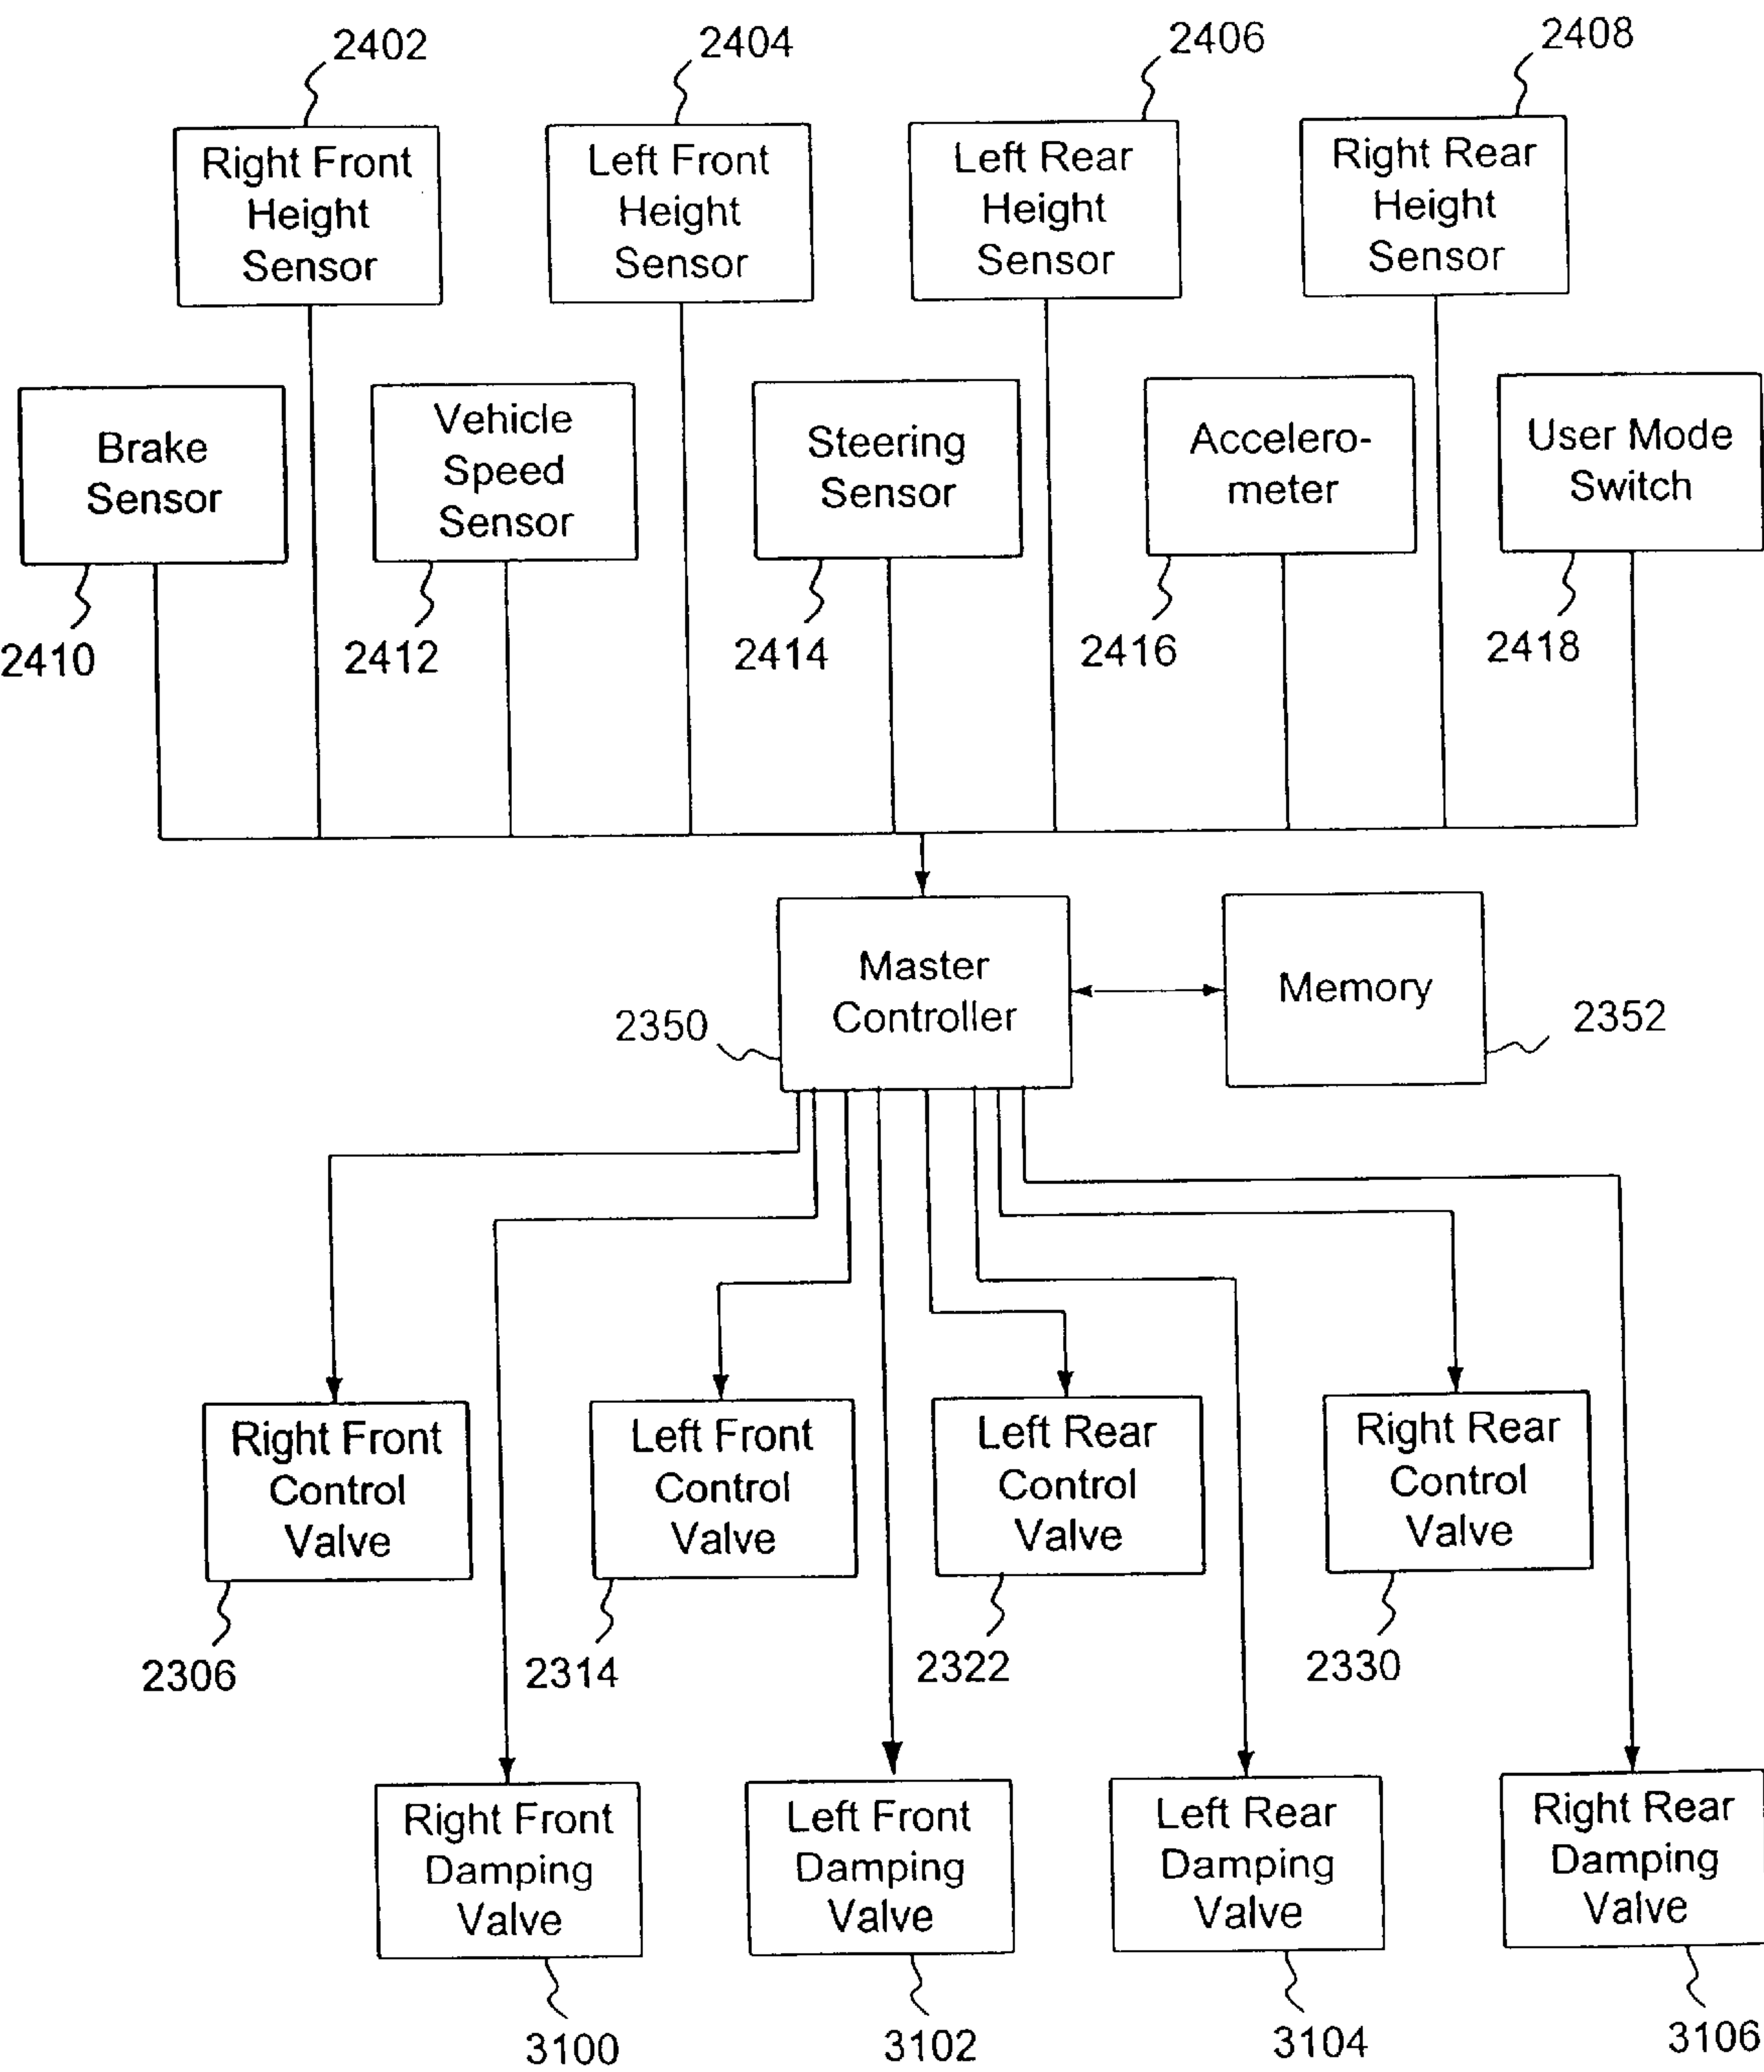 2402
2404
2406
2408
Right Front
Height
Sensor
Left Front
Height
Sensor
Left Rear
Height
Sensor
Right Rear
Height
Sensor
Brake
Sensor
Vehicle
Speed
Sensor
Steering
Sensor
Accelero-
meter
User Mode
Switch
2410
2412
2414
2416
2418
Master
Controller
Memory
2350
2352
Right Front
Control
Valve
Left Front
Control
Valve
Left Rear
Control
Valve
Right Rear
Control
Valve
2306
2314
2322
2330
Right Front
Damping
Valve
Left Front
Damping
Valve
Left Rear
Damping
Valve
Right Rear
Damping
Valve
3100
3102
3104
3106